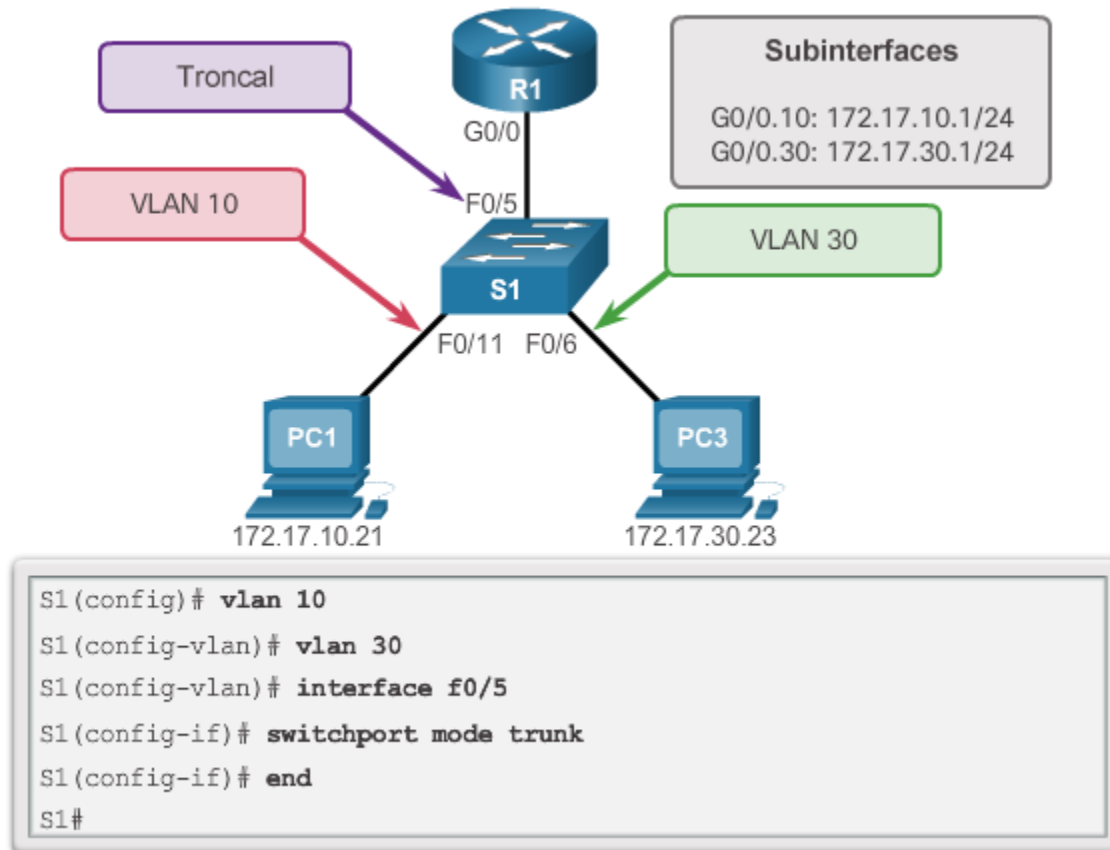 Troncal
R1
Subinterfaces
G0/0.10: 172.17.10.1/24
G0/0.30: 172.17.30.1/24
G0/0
VLAN 10
F0/5
VLAN 30
S1
F0/11
F0/6
PC1
PC3
172.17.10.21
172.17.30.23
S1(config)# vlan 10
S1(config-vlan)# vlan 30
S1(config-vlan)# interface f0/5
S1(config-if)# switchport mode trunk
S1(config-if)# end
S1#